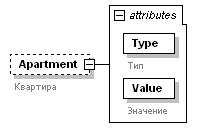 attributes
Type
Тип
Apartment
Квартира
Value
Значение